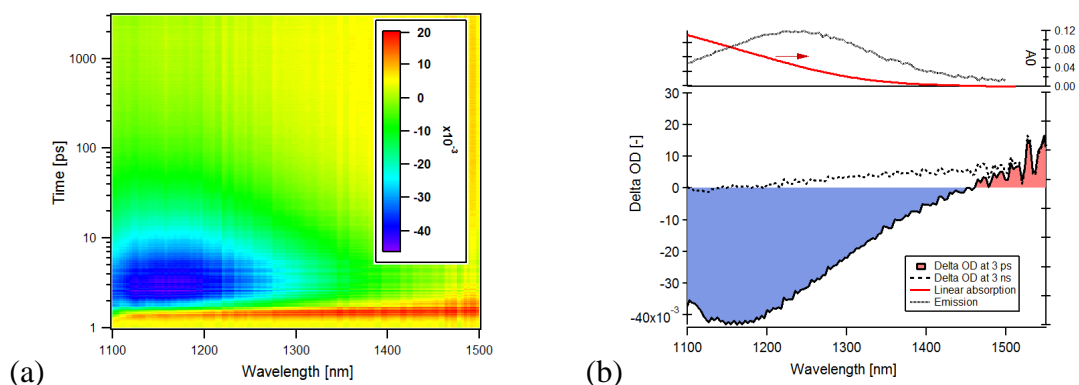 1000
100
10
1
Time [ps]
1100
1200
1300
1400
1500
Wavelength [nm]
20
10
0
-10
-20
-30
-40
x10⁻³
(a)
0.12
0.08
0.04
0.00
A0
30
20
10
0
-10
-20
-30
-40x10⁻³
Delta OD [-]
Delta OD at 3 ps
Delta OD at 3 ns
Linear absorption
Emission
1100
1200
1300
1400
1500
Wavelength [nm]
(b)